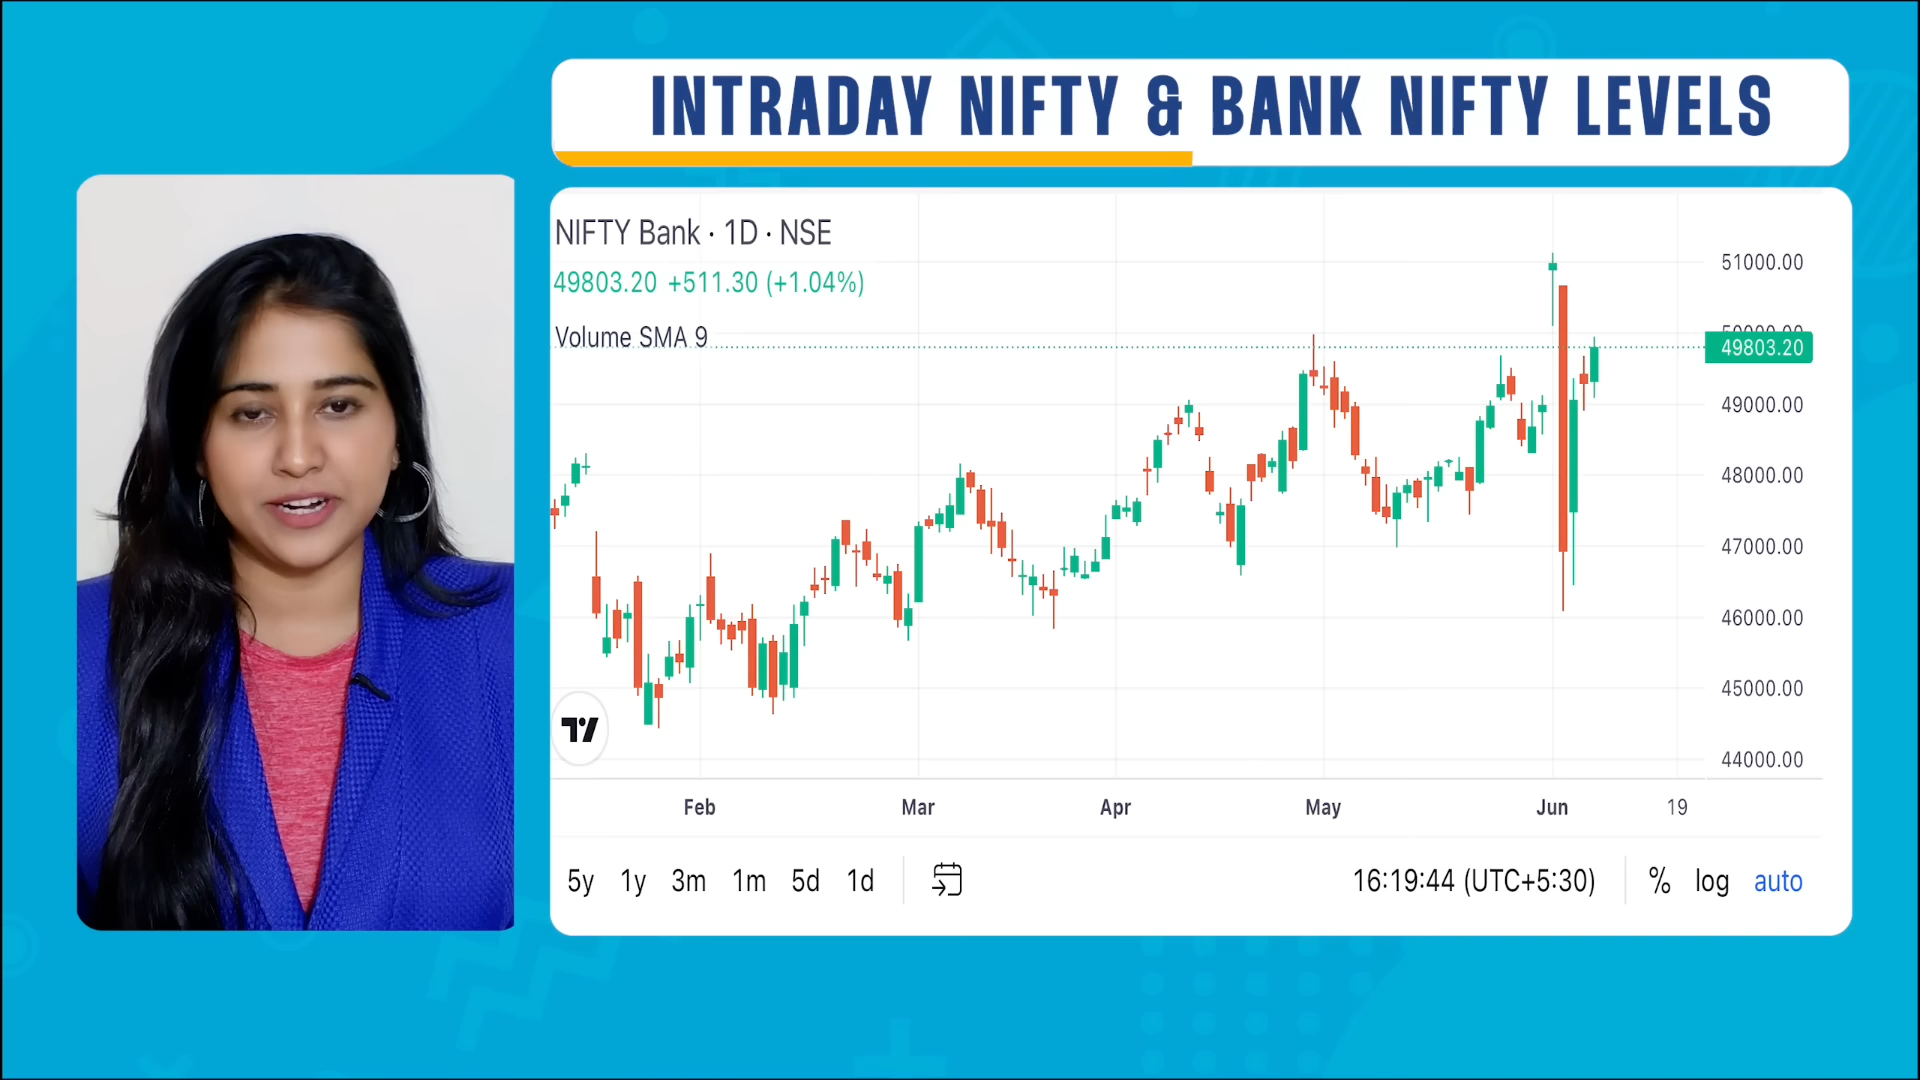 INTRADAY NIFTY & BANK NIFTY LEVELS
NIFTY Bank · 1D · NSE
49803.20 +511.30 (+1.04%)
Volume SMA 9
51000.00
49803.20
49000.00
48000.00
47000.00
46000.00
45000.00
44000.00
Feb Mar Apr May Jun 19
5y 1y 3m 1m 5d 1d 16:19:44 (UTC+5:30) % log auto